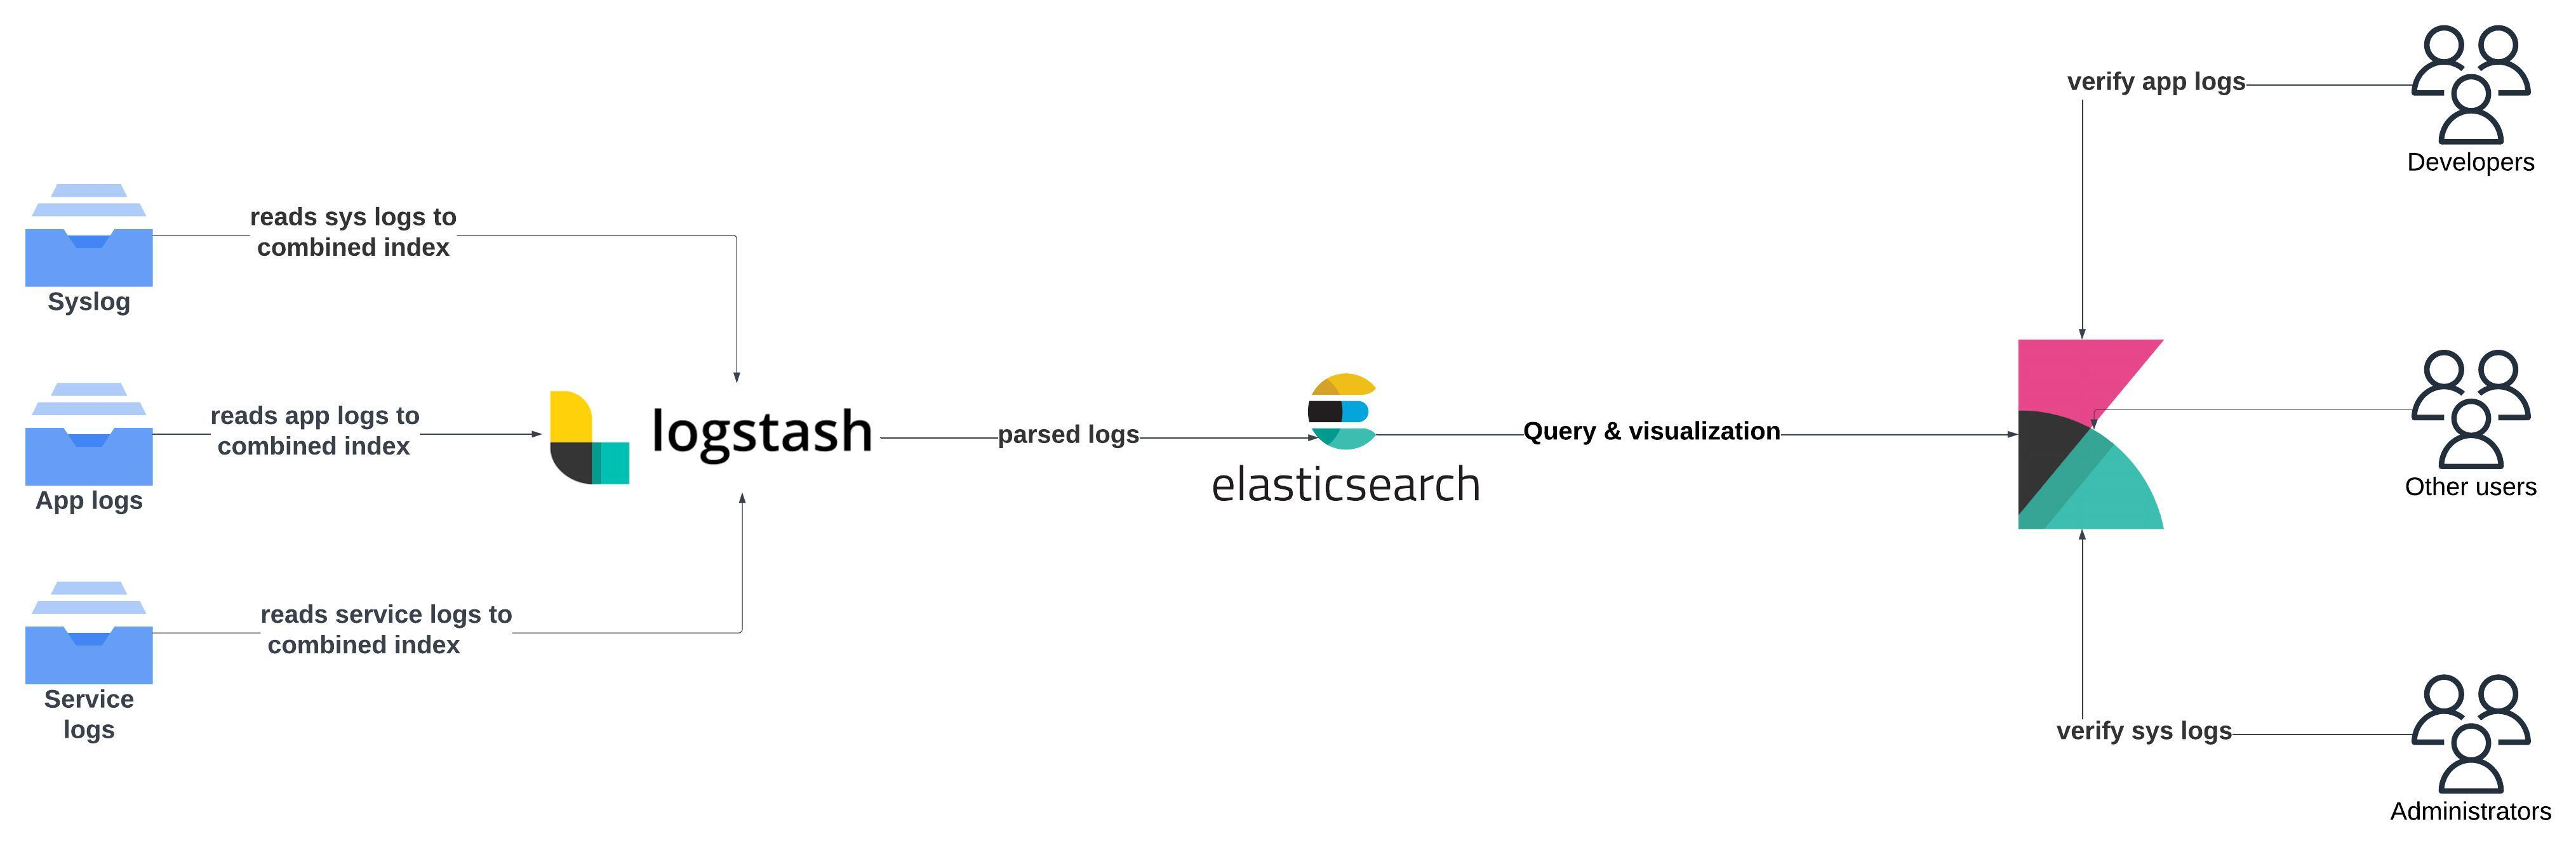 verify app logs
Developers
reads sys logs to
combined index
Syslog
reads app logs to
combined index
App logs
logstash
parsed logs
elasticsearch
Query & visualization
Other users
reads service logs to
combined index
Service
logs
verify sys logs
Administrators